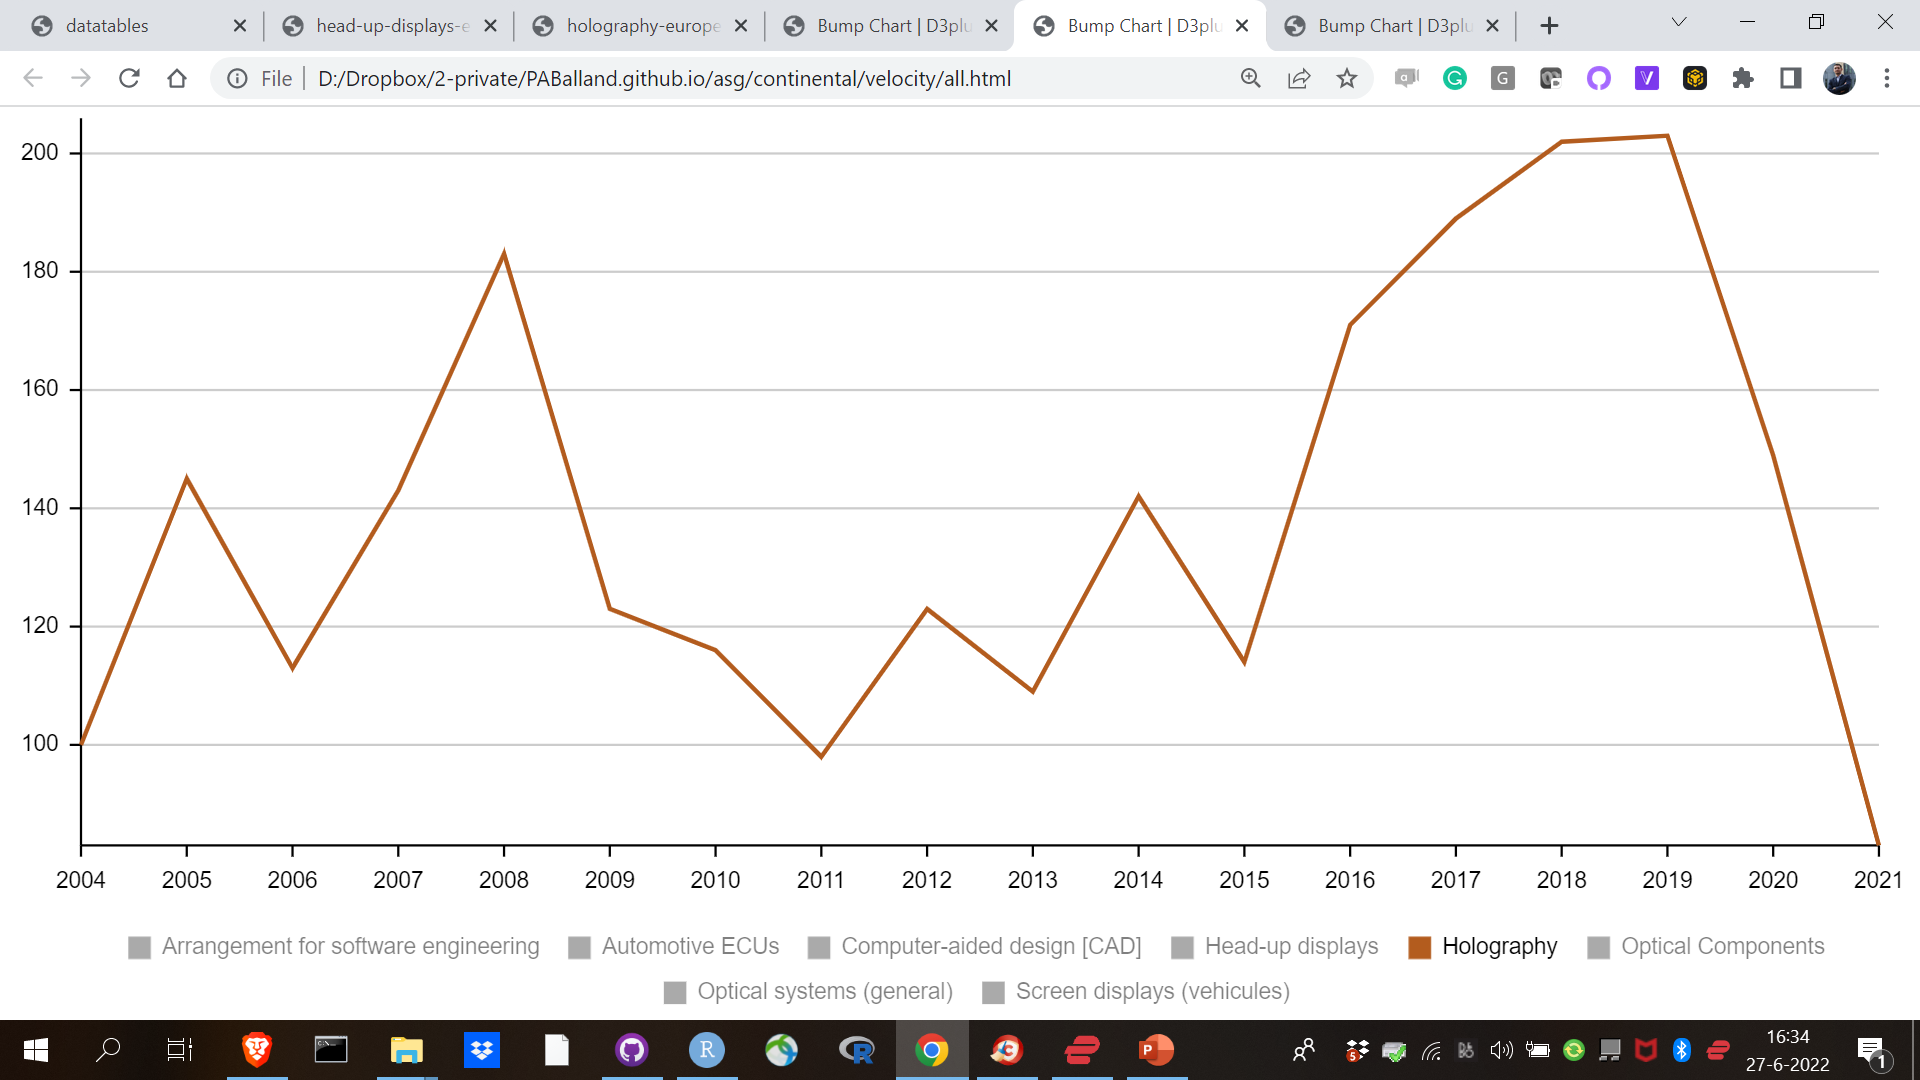 datatables head-up-displays-e holography-europe Bump Chart | D3plu Bump Chart | D3plu Bump Chart | D3plu
File D:/Dropbox/2-private/PABalland.github.io/asg/continental/velocity/all.html
200
180
160
140
120
100
2004 2005 2006 2007 2008 2009 2010 2011 2012 2013 2014 2015 2016 2017 2018 2019 2020 2021
Arrangement for software engineering Automotive ECUs Computer-aided design [CAD] Head-up displays Holography Optical Components
Optical systems (general) Screen displays (vehicules)
16:34
27-6-2022
1